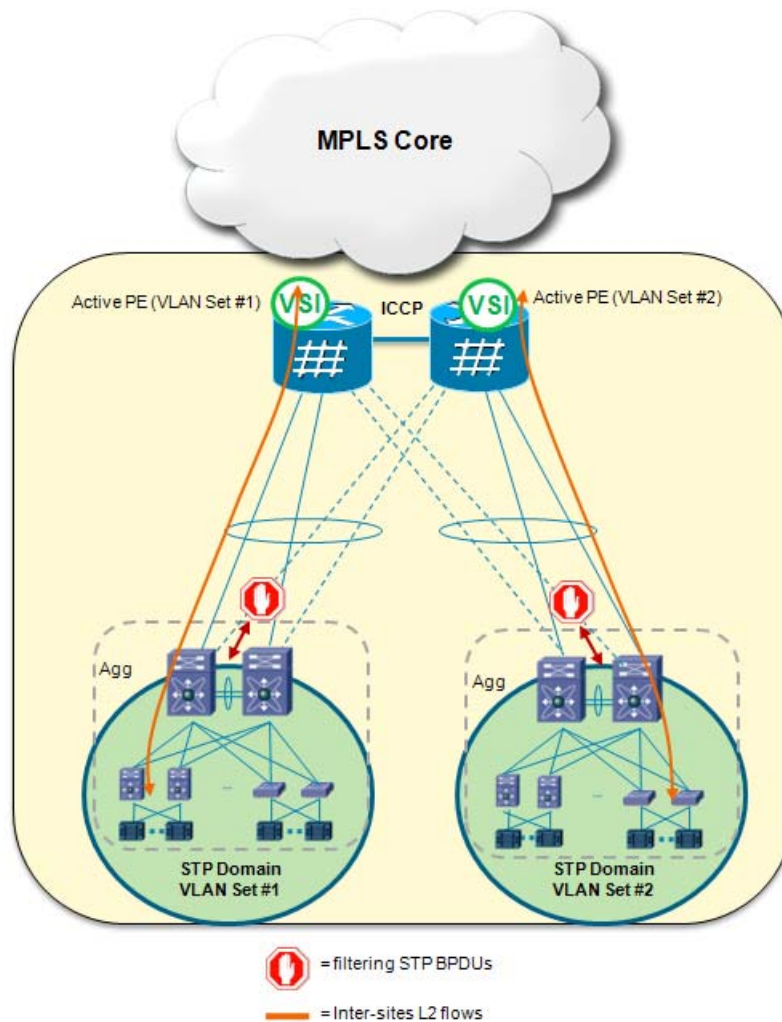 MPLS Core
Active PE (VLAN Set #1)
VSI
ICCP
VSI
Active PE (VLAN Set #2)
Agg
Agg
STP Domain
VLAN Set #1
STP Domain
VLAN Set #2
= filtering STP BPDUs
= Inter-sites L2 flows